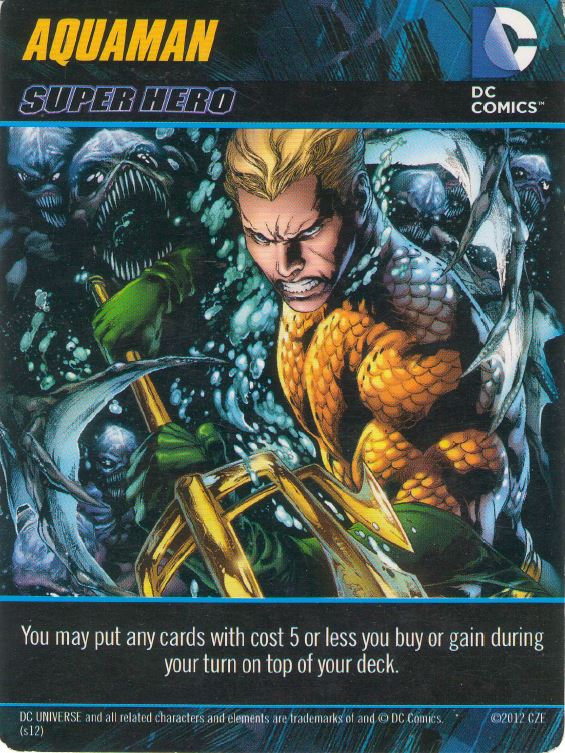 AQUAMAN
SUPER HERO
DC
COMICS™
You may put any cards with cost 5 or less you buy or gain during
your turn on top of your deck.
DC UNIVERSE and all related characters and elements are trademarks of and © DC Comics. ©2012 CZE
(s12)